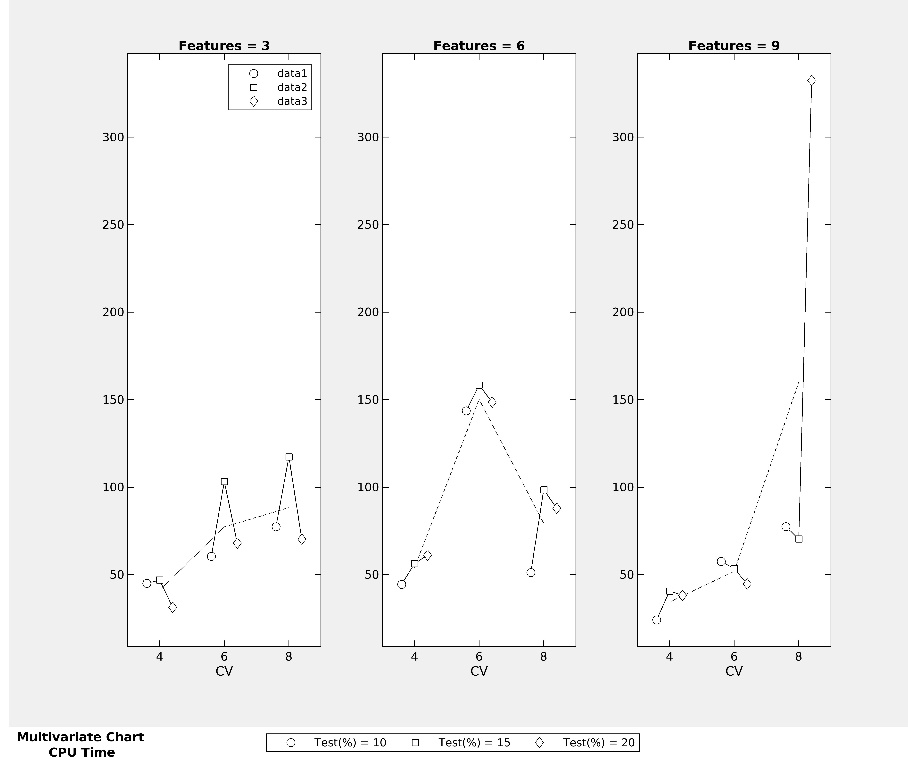 Features = 3
Features = 6
Features = 9
data1
data2
data3
300
250
200
150
100
50
4 6 8
CV
300
250
200
150
100
50
4 6 8
CV
300
250
200
150
100
50
4 6 8
CV
Multivariate Chart
CPU Time
Test(%) = 10
Test(%) = 15
Test(%) = 20